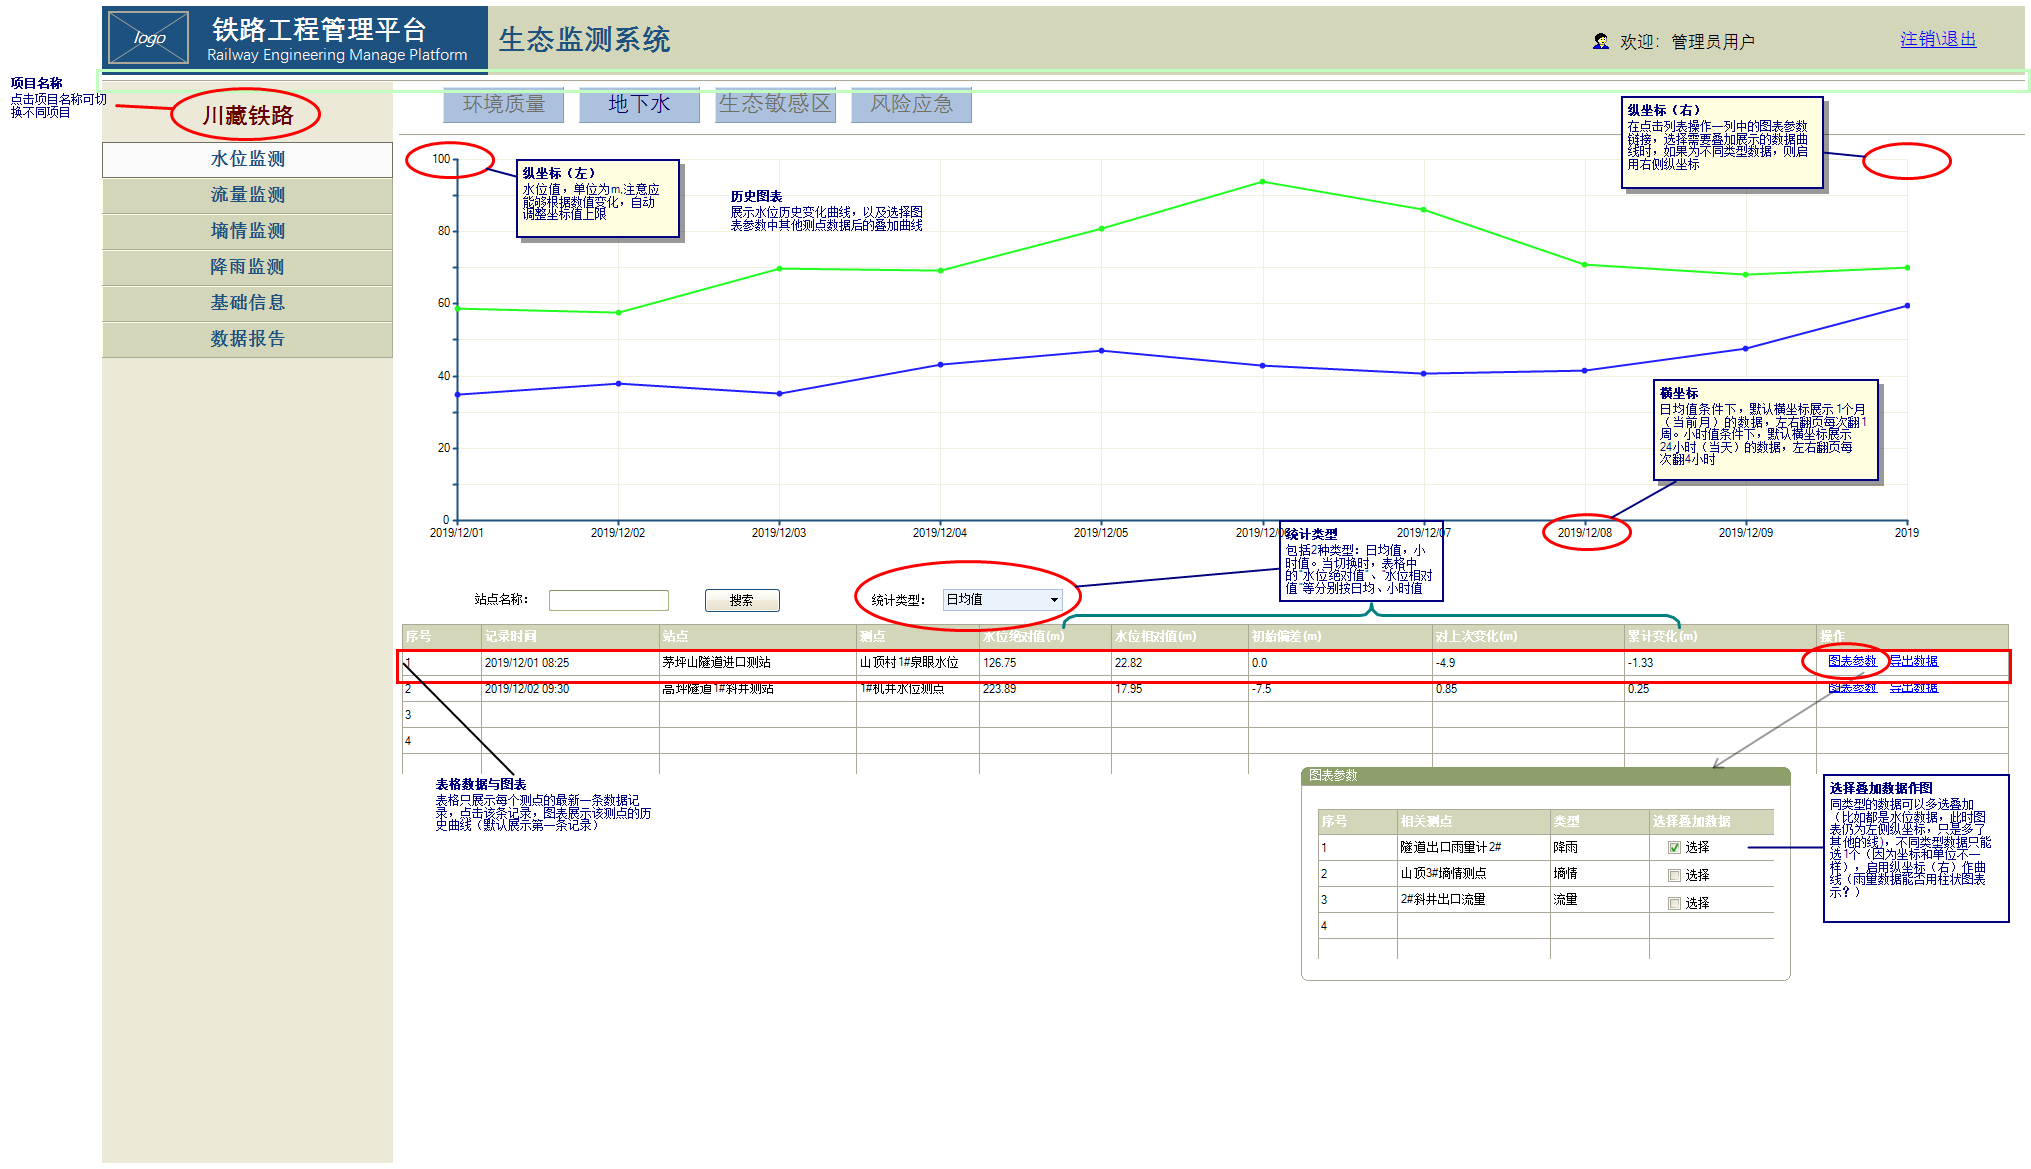 logo
铁路工程管理平台
Railway Engineering Manage Platform
生态监测系统
欢迎：管理员用户
注销\退出
项目名称
点击项目名称可切
换不同项目
川藏铁路
水位监测
流量监测
墒情监测
降雨监测
基础信息
数据报告
环境质量
地下水
生态敏感区
风险应急
纵坐标（右）
在点击列表操作一列中的图表参数
链接，选择需要叠加展示的数据曲
线时，如果为不同类型数据，则启
用右侧纵坐标
纵坐标（左）
水位值，单位为m,注意应
能够根据数值变化，自动
调整坐标值上限
历史图表
展示水位历史变化曲线，以及选择图
表参数中其他测点数据后的叠加曲线
100
80
60
40
20
0
横坐标
日均值条件下，默认横坐标展示1个月
（当前月）的数据，左右翻页每次翻1
周。小时值条件下，默认横坐标展示
24小时（当天）的数据，左右翻页每
次翻4小时
2019/12/01
2019/12/02
2019/12/03
2019/12/04
2019/12/05
2019/12/06
2019/12/07
2019/12/08
2019/12/09
2019
统计类型
包括2种类型：日均值，小
时值。当切换时，表格中
的“水位绝对值”、“水位相对
值”等分别按日均、小时值
站点名称：
搜索
统计类型：
日均值
序号 记录时间 站点 测点 水位绝对值(m) 水位相对值(m) 初始偏差(m) 对上次变化(m) 累计变化(m) 操作
1 2019/12/01 08:25 茅坪山隧道进口测站 山顶村1#泉眼水位 126.75 22.82 0.0 -4.9 -1.33 图表参数 导出数据
2 2019/12/02 09:30 高坪隧道1#斜井测站 1#机井水位测点 223.89 17.95 -7.5 0.85 0.25 图表参数 导出数据
3
4
表格数据与图表
表格只展示每个测点的最新一条数据记
录，点击该条记录，图表展示该测点的历
史曲线（默认展示第一条记录）
图表参数
序号 相关测点 类型 选择叠加数据
1 隧道出口雨量计2# 降雨 选择
2 山顶3#墒情测点 墒情 选择
3 2#斜井出口流量 流量 选择
4
选择叠加数据作图
同类型的数据可以多选叠加
（比如都是水位数据，此时图
表仍为左侧纵坐标，只是多了
其他的线），不同类型数据只能
选1个（因为坐标和单位不一
样），启用纵坐标（右）作曲
线（雨量数据能否用柱状图表
示？）